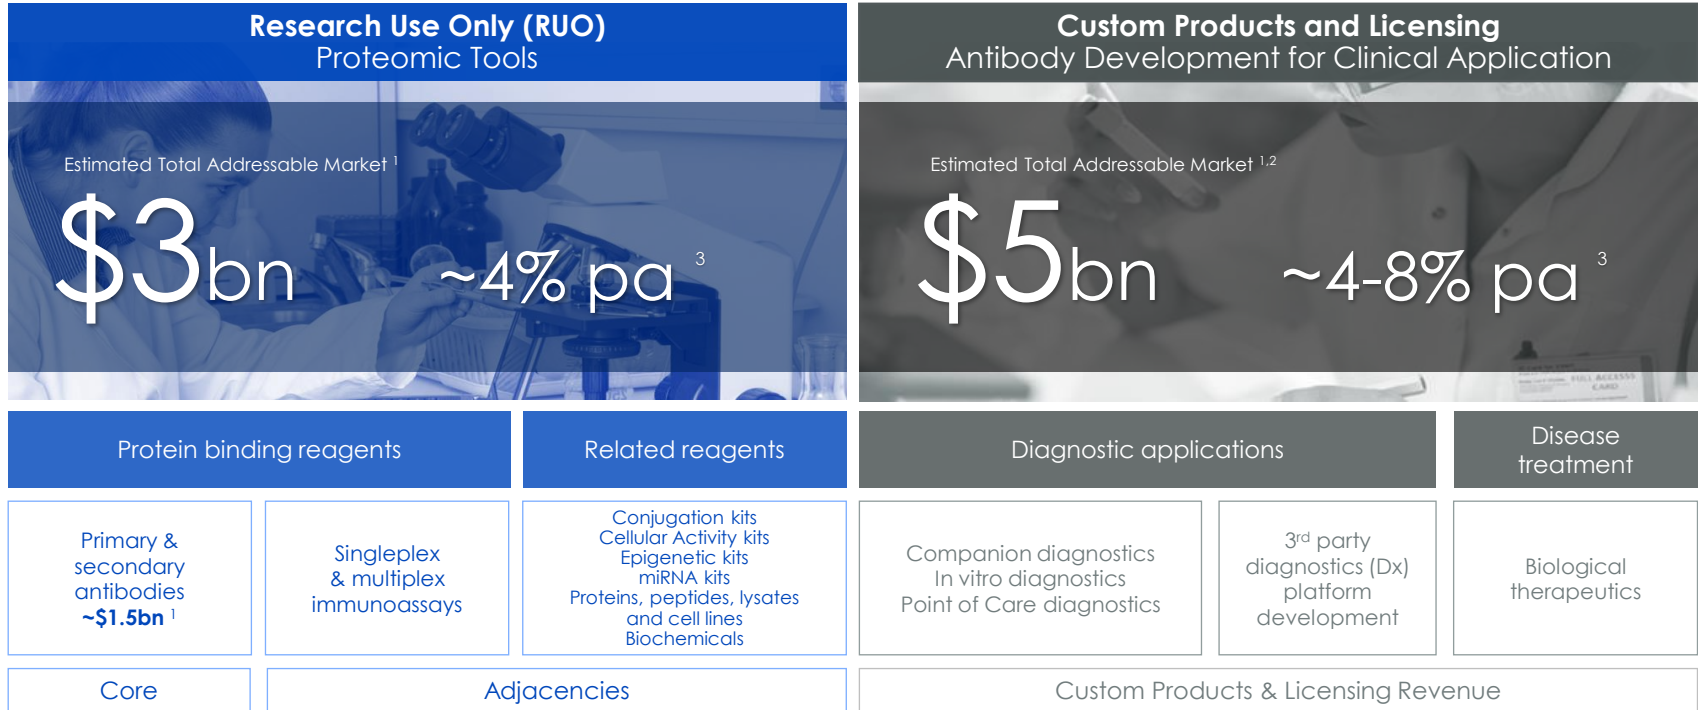 Research Use Only (RUO)
Proteomic Tools
Estimated Total Addressable Market 1
$3bn
~4% pa 3
Protein binding reagents
Related reagents
Primary &
secondary
antibodies
~$1.5bn 1
Singleplex
& multiplex
immunoassays
Conjugation kits
Cellular Activity kits
Epigenetic kits
miRNA kits
Proteins, peptides, lysates
and cell lines
Biochemicals
Core
Adjacencies
Custom Products and Licensing
Antibody Development for Clinical Application
Estimated Total Addressable Market 1,2
$5bn
~4-8% pa 3
FULL ACCESSS
CARD
Diagnostic applications
Disease
treatment
Companion diagnostics
In vitro diagnostics
Point of Care diagnostics
3rd party
diagnostics (Dx)
platform
development
Biological
therapeutics
Custom Products & Licensing Revenue